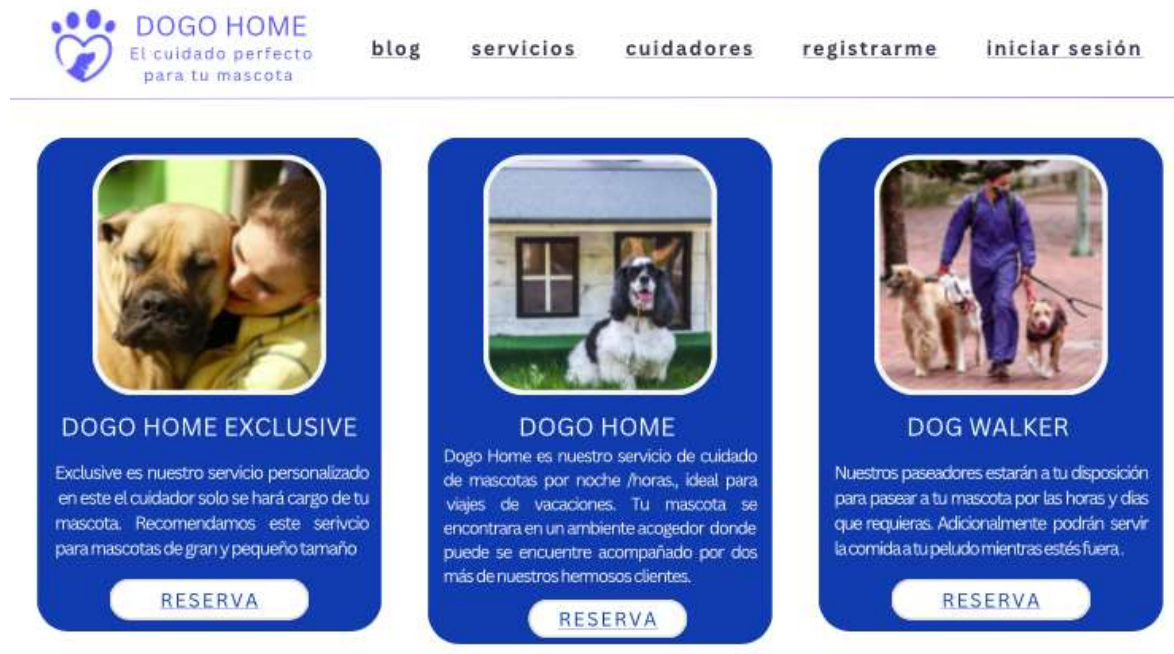 DOGO HOME
El cuidado perfecto
para tu mascota
blog
servicios
cuidadores
registrarme
iniciar sesión
DOGO HOME EXCLUSIVE
Exclusive es nuestro servicio personalizado
en este el cuidador solo se hará cargo de tu
mascota. Recomendamos este serivcio
para mascotas de gran y pequeño tamaño
RESERVA
DOGO HOME
Dogo Home es nuestro servicio de cuidado
de mascotas por noche /horas., ideal para
viajes de vacaciones. Tu mascota se
encontrara en un ambiente acogedor donde
puede se encuentre acompañado por dos
más de nuestros hermosos clientes.
RESERVA
DOG WALKER
Nuestros paseadores estarán a tu disposición
para pasear a tu mascota por las horas y dias
que requieras. Adicionalmente podrán servir
la comida a tu peludo mientras estés fuera .
RESERVA